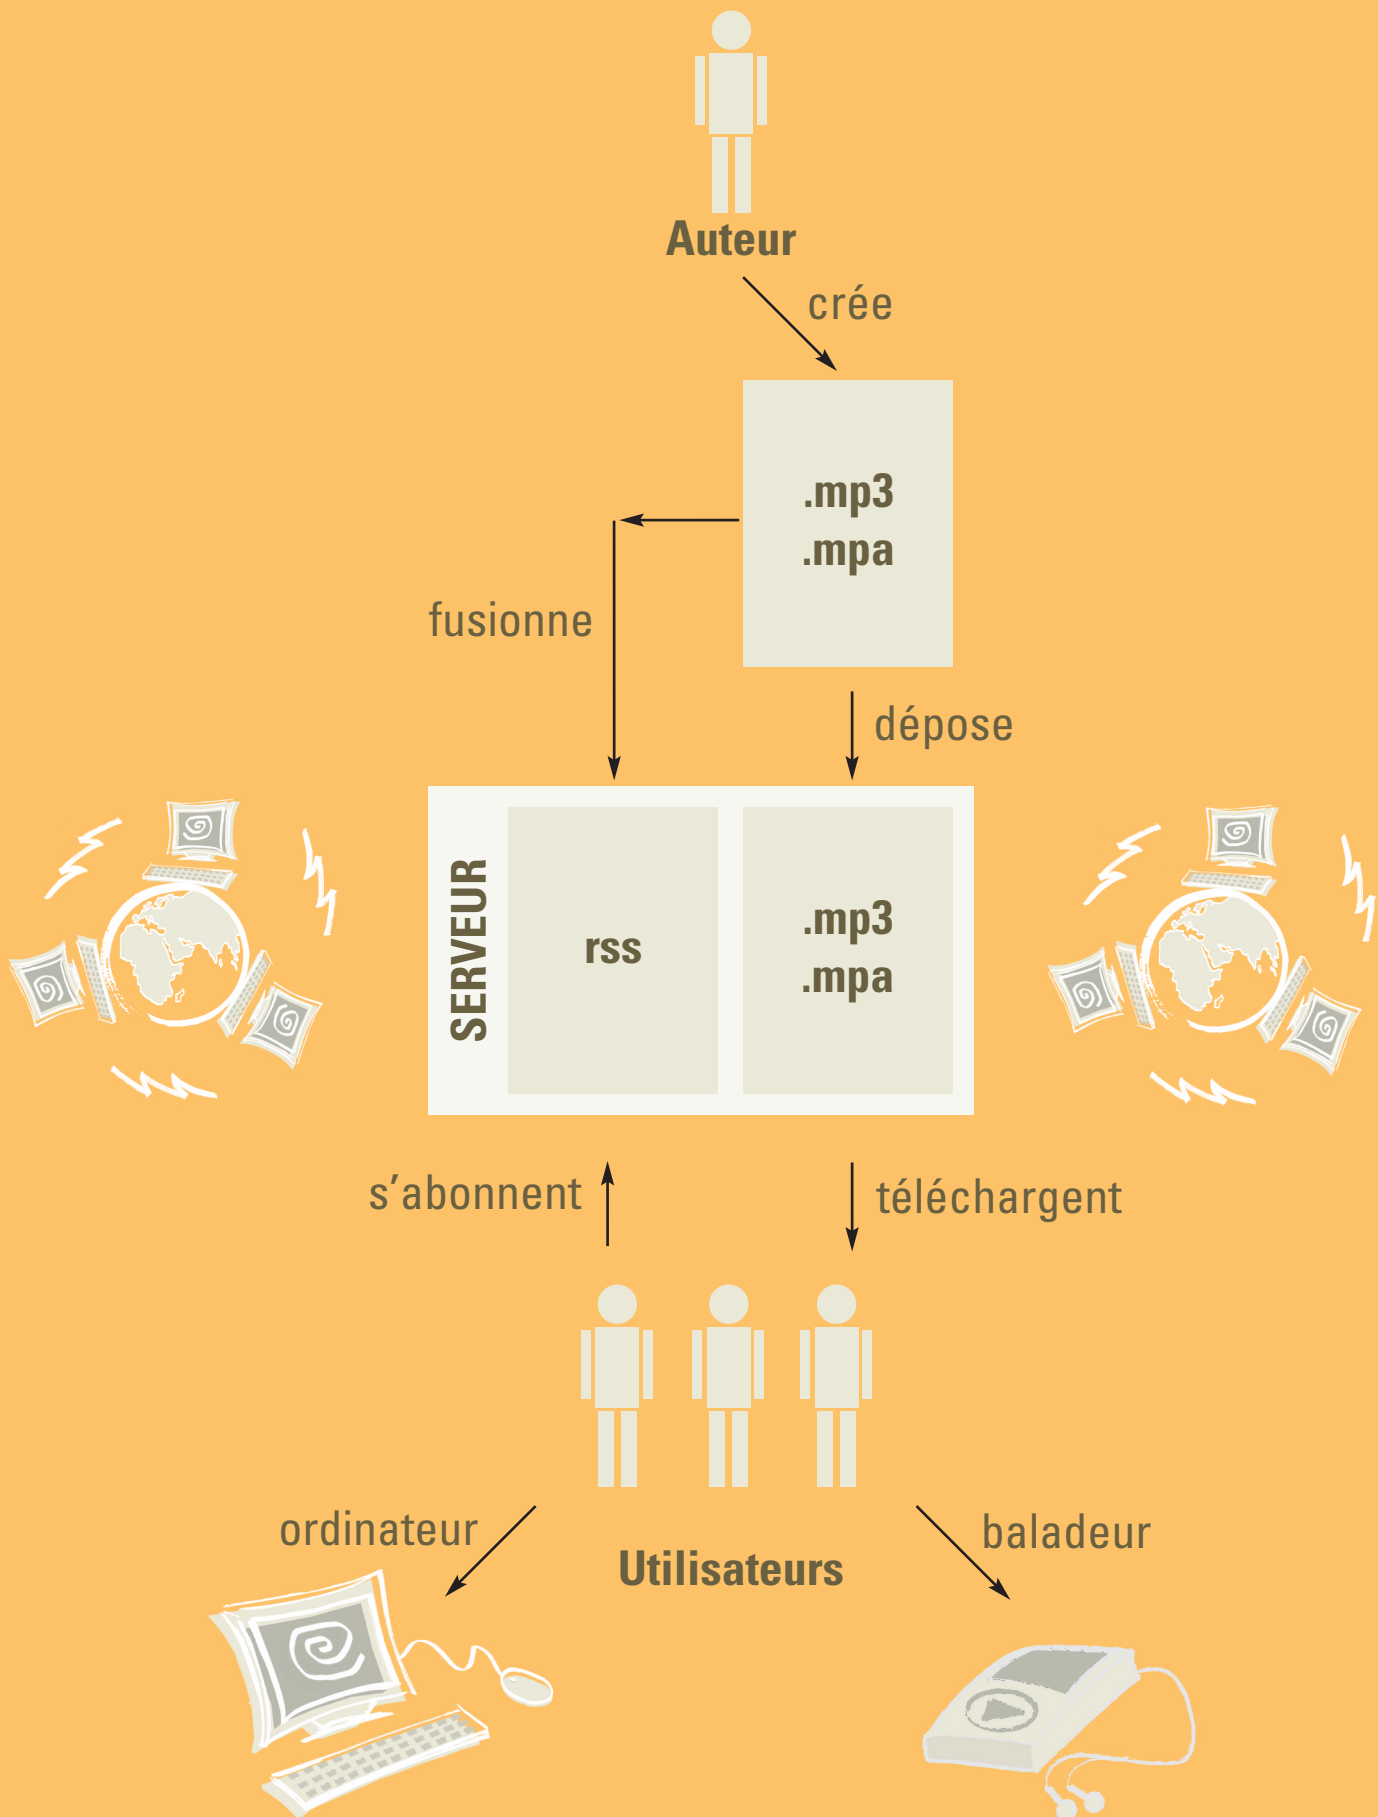 Auteur
crée
.mp3
.mpa
fusionne
dépose
SERVEUR
rss
.mp3
.mpa
s'abonnent
téléchargent
ordinateur
Utilisateurs
baladeur